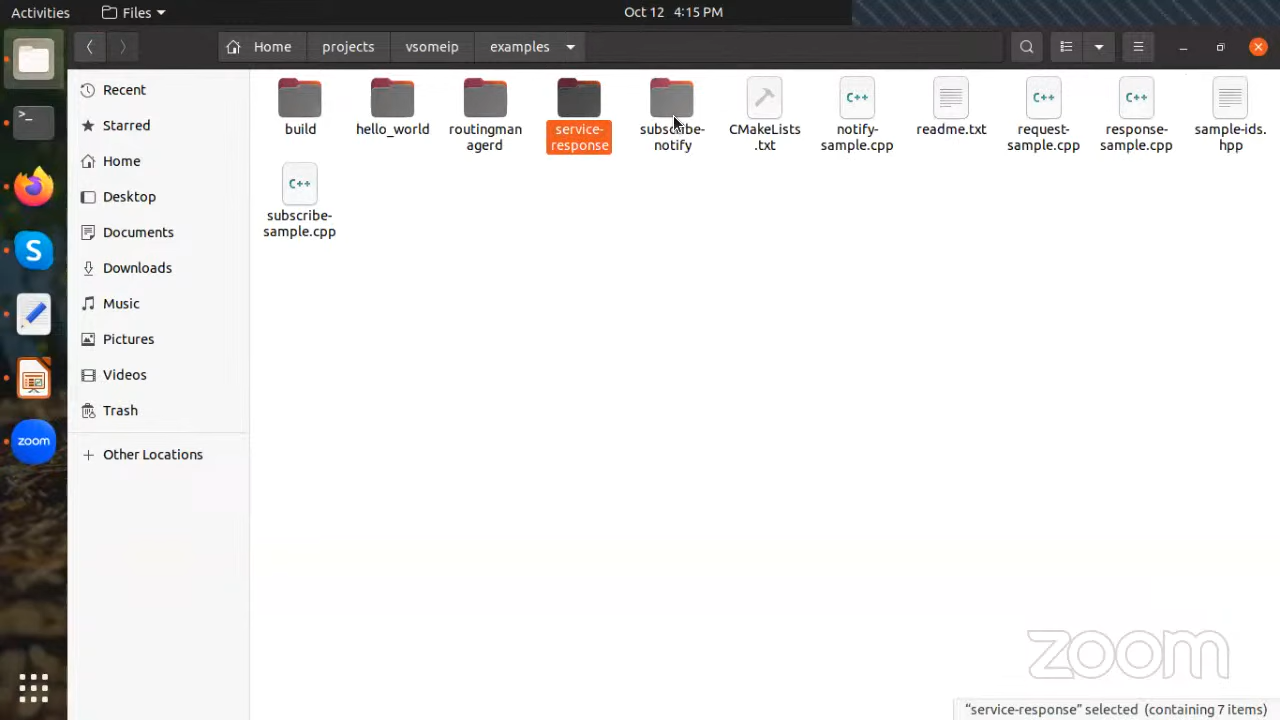 Activities
Files
Oct 12 4:15 PM
Home
projects
vsomeip
examples
Recent
Starred
Home
Desktop
Documents
Downloads
Music
Pictures
Videos
Trash
Other Locations
build
hello_world
routingman
agerd
service-
response
subscribe-
notify
CMakeLists
.txt
notify-
sample.cpp
readme.txt
request-
sample.cpp
response-
sample.cpp
sample-ids.
hpp
subscribe-
sample.cpp
C++
C++
C++
C++
S
zoom
zoom
“service-response” selected (containing 7 items)